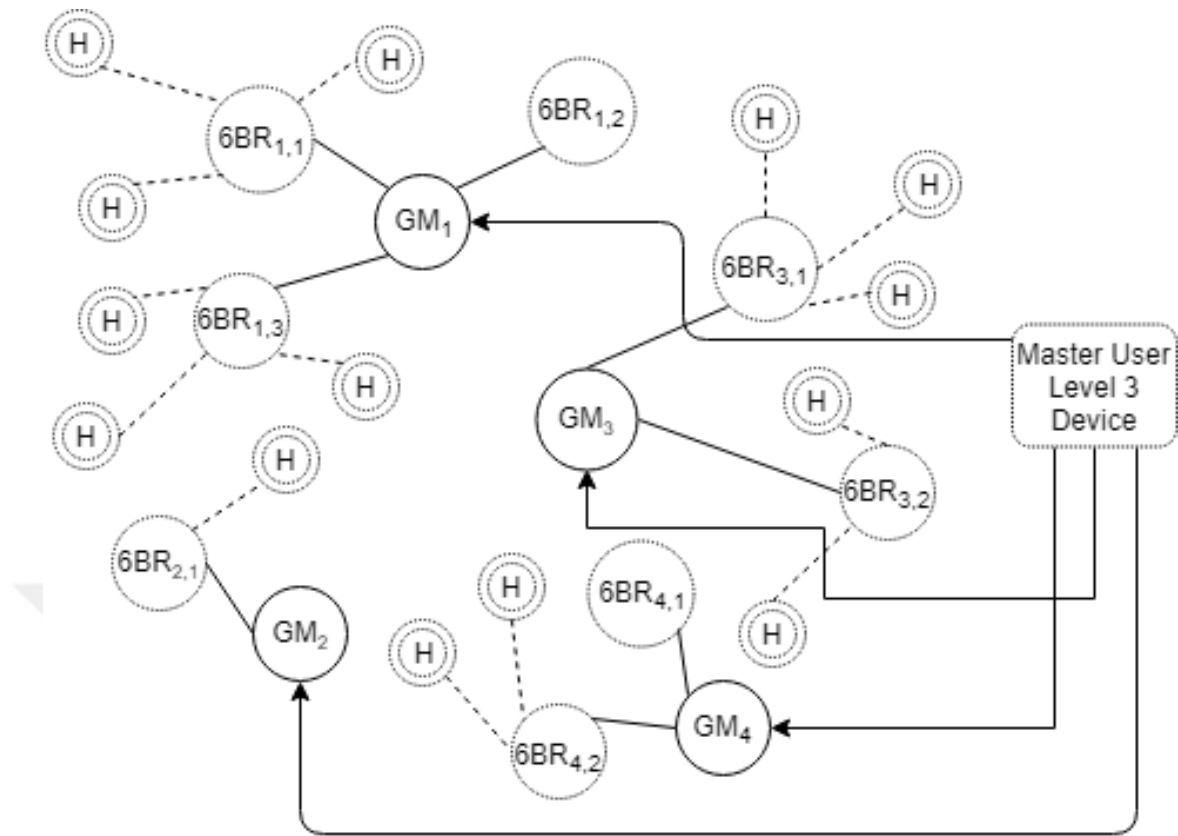 H
H
6BR1,1
6BR1,2
H
H
H
GM1
6BR3,1
H
H
6BR1,3
H
H
H
Master User
Level 3
Device
GM3
H
H
6BR3,2
6BR2,1
H
6BR4,1
H
GM2
H
GM4
6BR4,2